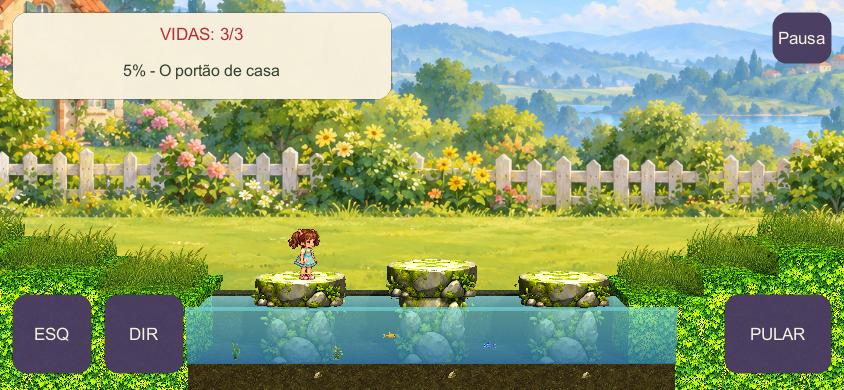 VIDAS: 3/3
5% - O portão de casa
Pausa
ESQ
DIR
PULAR